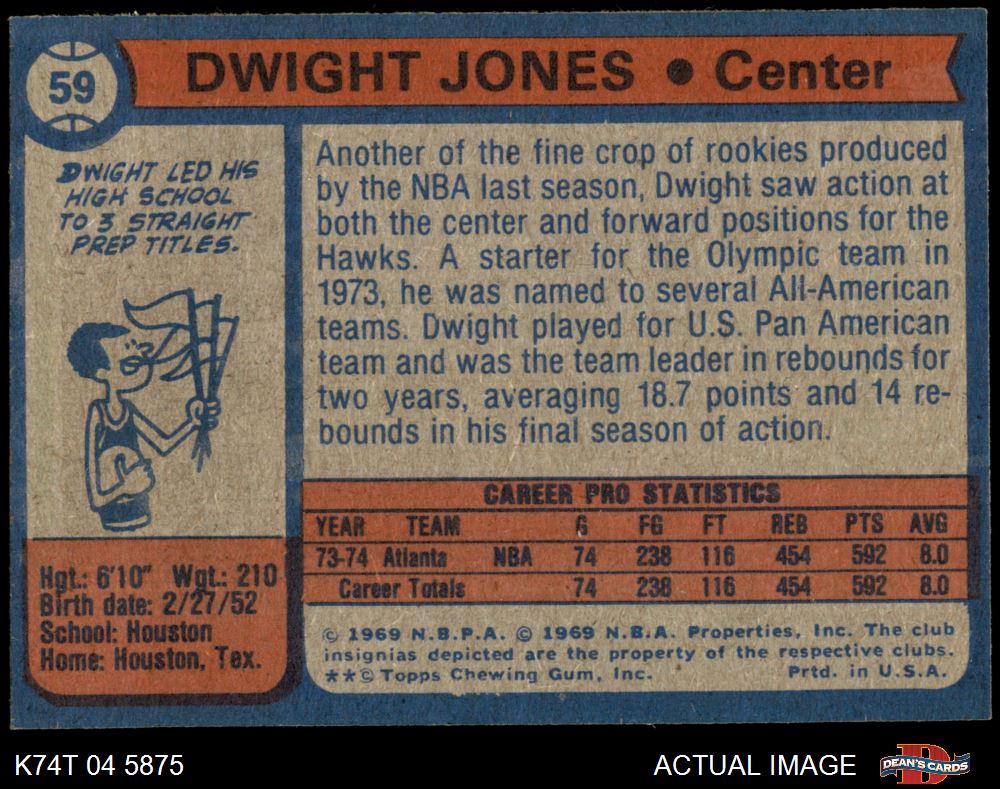 59
DWIGHT JONES • Center
DWIGHT LED HIS
HIGH SCHOOL
TO 3 STRAIGHT
PREP TITLES.
Another of the fine crop of rookies produced
by the NBA last season, Dwight saw action at
both the center and forward positions for the
Hawks. A starter for the Olympic team in
1973, he was named to several All-American
teams. Dwight played for U.S. Pan American
team and was the team leader in rebounds for
two years, averaging 18.7 points and 14 re-
bounds in his final season of action.
Hgt.: 6'10" Wgt.: 210
Birth date: 2/27/52
School: Houston
Home: Houston, Tex.
CAREER PRO STATISTICS
YEAR TEAM G FG FT REB PTS AVG
73-74 Atlanta NBA 74 238 116 454 592 8.0
Career Totals 74 238 116 454 592 8.0
© 1969 N.B.P.A. © 1969 N.B.A. Properties, Inc. The club
insignias depicted are the property of the respective clubs.
**© Topps Chewing Gum, Inc. Prtd. in U.S.A.
K74T 04 5875 ACTUAL IMAGE DEAN'S CARDS